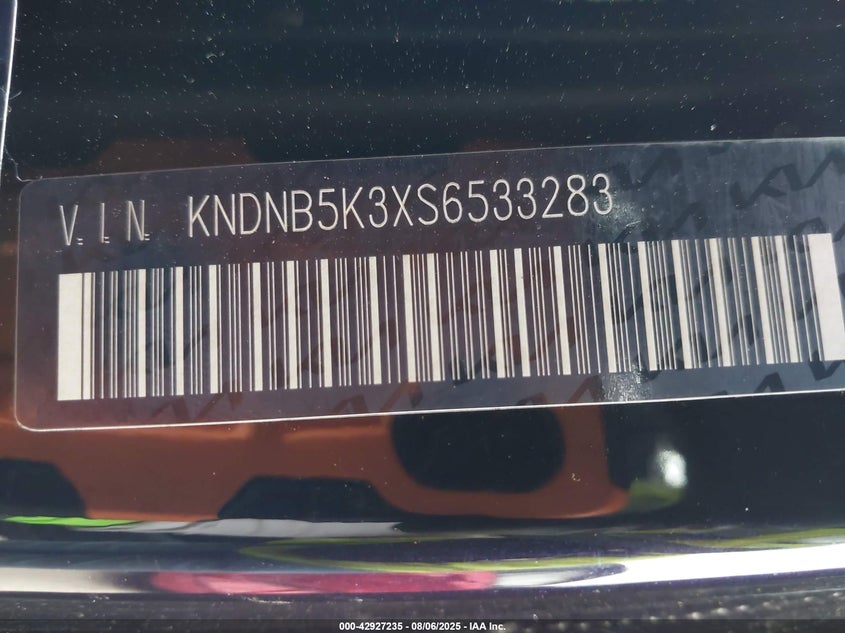 V.I.N. KNDNB5K3XS6533283
000-42927235 - 08/06/2025 - IAA Inc.